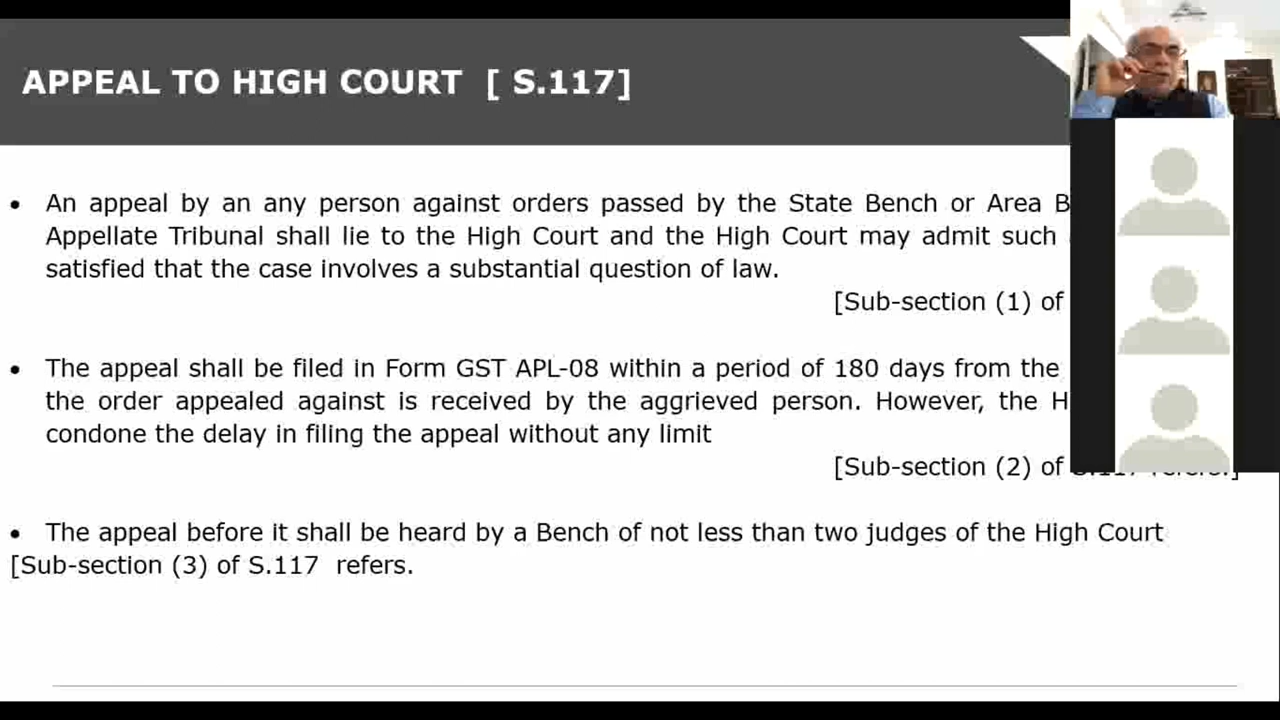 APPEAL TO HIGH COURT [ S.117]
• An appeal by an any person against orders passed by the State Bench or Area B
Appellate Tribunal shall lie to the High Court and the High Court may admit such
satisfied that the case involves a substantial question of law.
[Sub-section (1) of
• The appeal shall be filed in Form GST APL-08 within a period of 180 days from the
the order appealed against is received by the aggrieved person. However, the H
condone the delay in filing the appeal without any limit
[Sub-section (2) of
• The appeal before it shall be heard by a Bench of not less than two judges of the High Court
[Sub-section (3) of S.117 refers.